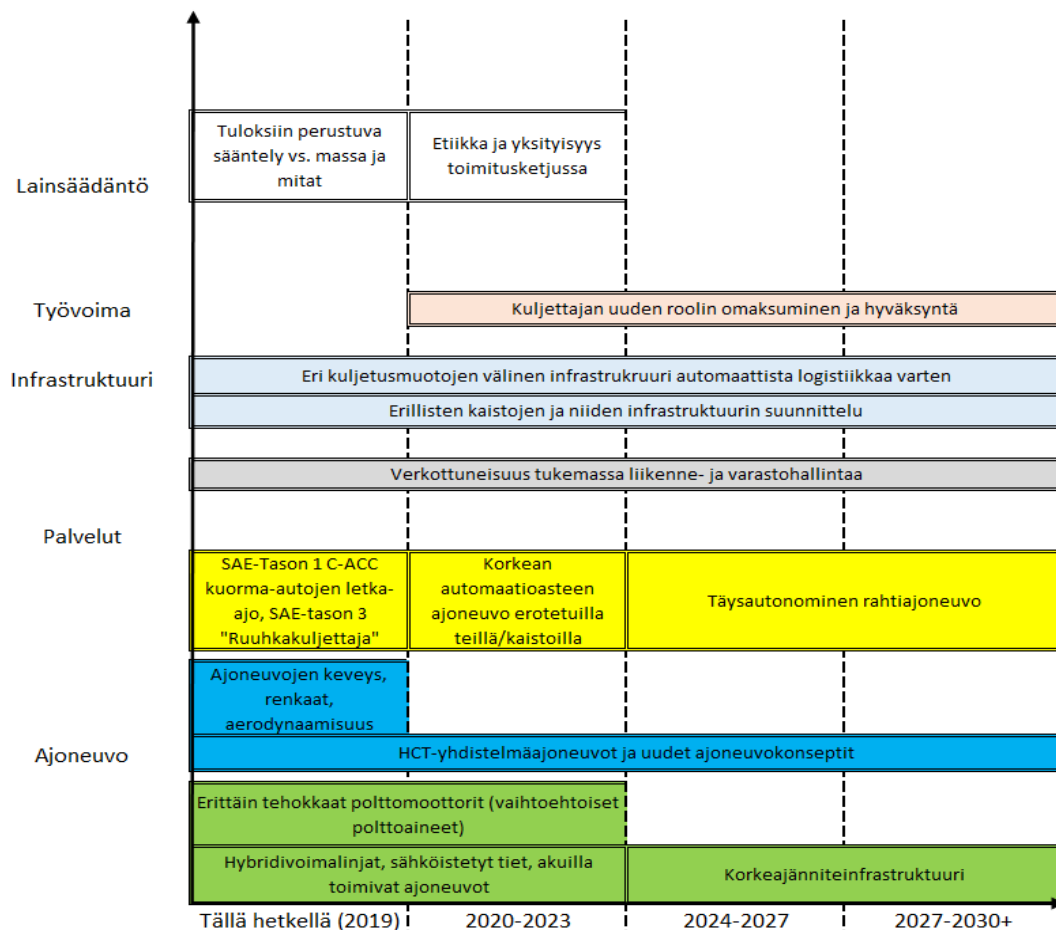 Tuloksiin perustuva
sääntely vs. massa ja
mitat
Etiikka ja yksityisyys
toimitusketjussa
Lainsäädäntö
Työvoima
Kuljettajan uuden roolin omaksuminen ja hyväksyntä
Infrastruktuuri
Eri kuljetusmuotojen välinen infrastrukruuri automaattista logistiikkaa varten
Erillisten kaistojen ja niiden infrastruktuurin suunnittelu
Verkottuneisuus tukemassa liikenne- ja varastohallintaa
Palvelut
SAE-Tason 1 C-ACC
kuorma-autojen letka-
ajo, SAE-tason 3
"Ruuhkakuljettaja"
Korkean
automaatioasteen
ajoneuvo erotetuilla
teillä/kaistoilla
Täysautonominen rahtiajoneuvo
Ajoneuvojen keveys,
renkaat,
aerodynaamisuus
Ajoneuvo
HCT-yhdistelmäajoneuvot ja uudet ajoneuvokonseptit
Erittäin tehokkaat polttomoottorit (vaihtoehtoiset
polttoaineet)
Hybridivoimalinjat, sähköistetyt tiet, akuilla
toimivat ajoneuvot
Korkeajänniteinfrastruktuuri
Tällä hetkellä (2019)
2020-2023
2024-2027
2027-2030+